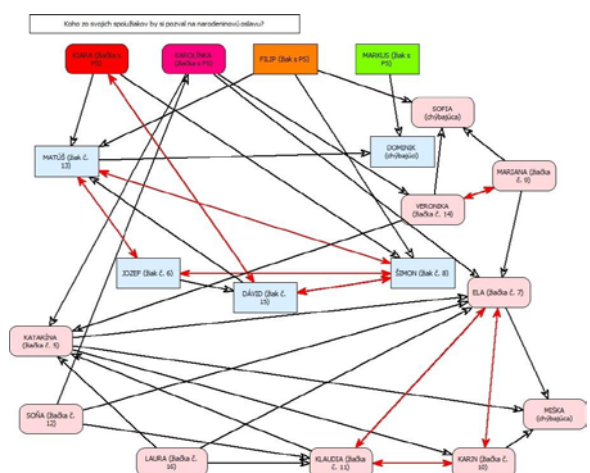 Koho zo svojich spolužiakov by si pozval na narodeninovú oslavu?
KIARA (žiačka s
PS)
KAROLÍNKA
(žiačka s PS)
FILIP (žiak s PS)
MARKUS (žiak s
PS)
SOFIA
(chýbajúca)
MATÚŠ (žiak č.
13)
DOMINIK
(chýbajúci)
MARIANA (žiačka
č. 9)
VERONIKA
(žiačka č. 14)
JOZEF (žiak č. 6)
DÁVID (žiak č.
15)
ŠIMON (žiak č. 8)
ELA (žiačka č. 7)
KATARÍNA
(žiačka č. 5)
SOŇA (žiačka č.
12)
MIŠKA
(chýbajúca)
LAURA (žiačka č.
16)
KLAUDIA (žiačka
č. 11)
KARIN (žiačka č.
10)